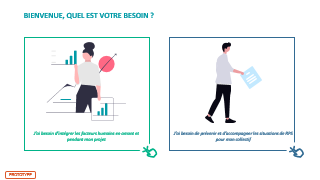 BIENVENUE, QUEL EST VOTRE BESOIN ?
J'ai besoin d'intégrer les facteurs humains en amont et
pendant mon projet
J'ai besoin de prévenir et d'accompagner les situations de RPS
pour mon collectif
PROTOTYPE